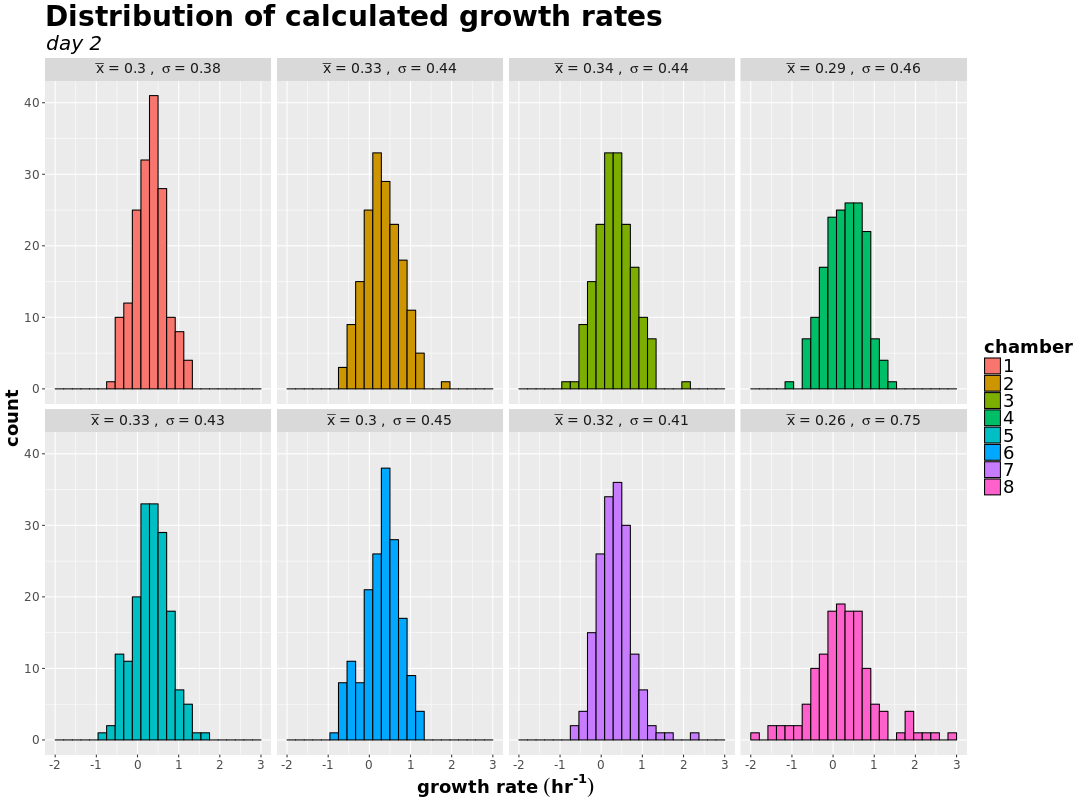 Distribution of calculated growth rates
day 2
x̅ = 0.3 , σ = 0.38
x̅ = 0.33 , σ = 0.44
x̅ = 0.34 , σ = 0.44
x̅ = 0.29 , σ = 0.46
40
30
20
10
0
x̅ = 0.33 , σ = 0.43
x̅ = 0.3 , σ = 0.45
x̅ = 0.32 , σ = 0.41
x̅ = 0.26 , σ = 0.75
40
30
20
10
0
count
-2 -1 0 1 2 3
-2 -1 0 1 2 3
-2 -1 0 1 2 3
-2 -1 0 1 2 3
growth rate (hr⁻¹)
chamber
1
2
3
4
5
6
7
8